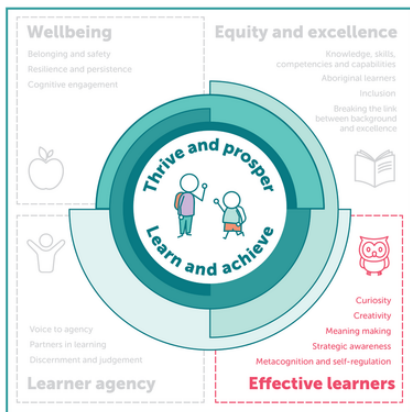 Wellbeing
Belonging and safety
Resilience and persistence
Cognitive engagement
Equity and excellence
Knowledge, skills,
competencies and capabilities
Aboriginal learners
Inclusion
Breaking the link
between background
and excellence
Thrive and prosper
Learn and achieve
Voice to agency
Partners in learning
Discernment and judgement
Learner agency
Curiosity
Creativity
Meaning making
Strategic awareness
Metacognition and self-regulation
Effective learners